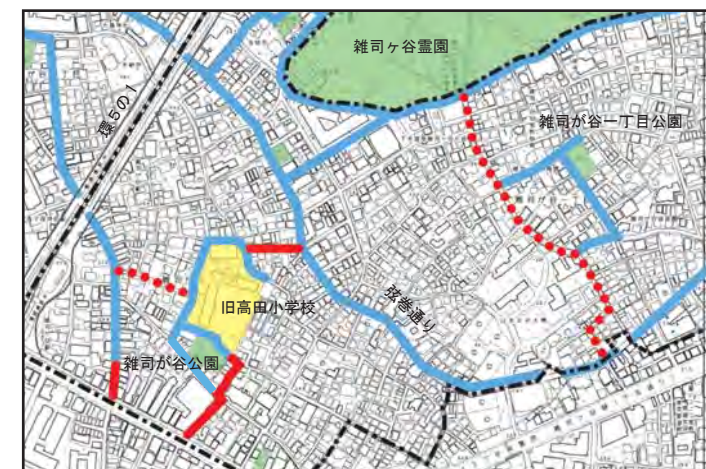 雑司ヶ谷霊園
環5の1
雑司が谷一丁目公園
弦巻通り
旧高田小学校
雑司が谷公園